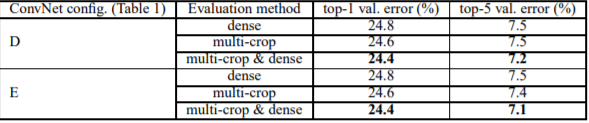 ConvNet config. (Table 1) Evaluation method top-1 val. error (%) top-5 val. error (%)
D dense 24.8 7.5
multi-crop 24.6 7.5
multi-crop & dense 24.4 7.2
E dense 24.8 7.5
multi-crop 24.6 7.4
multi-crop & dense 24.4 7.1